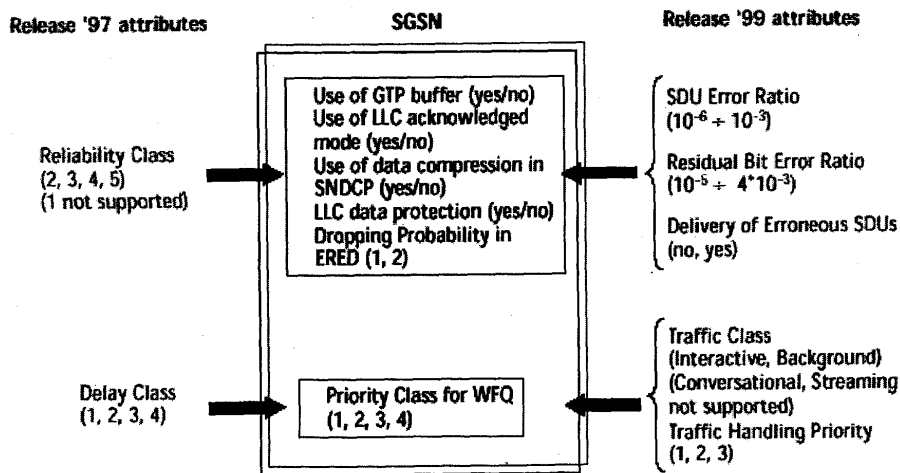 Release '97 attributes
SGSN
Release '99 attributes
Use of GTP buffer (yes/no)
Use of LLC acknowledged
mode (yes/no)
Use of data compression in
SNDCP (yes/no)
LLC data protection (yes/no)
Dropping Probability in
ERED (1, 2)
Reliability Class
(2, 3, 4, 5)
(1 not supported)
SDU Error Ratio
(10⁻⁶ ÷ 10⁻³)
Residual Bit Error Ratio
(10⁻⁵ ÷ 4*10⁻³)
Delivery of Erroneous SDUs
(no, yes)
Delay Class
(1, 2, 3, 4)
Priority Class for WFQ
(1, 2, 3, 4)
Traffic Class
(Interactive, Background)
(Conversational, Streaming
not supported)
Traffic Handling Priority
(1, 2, 3)